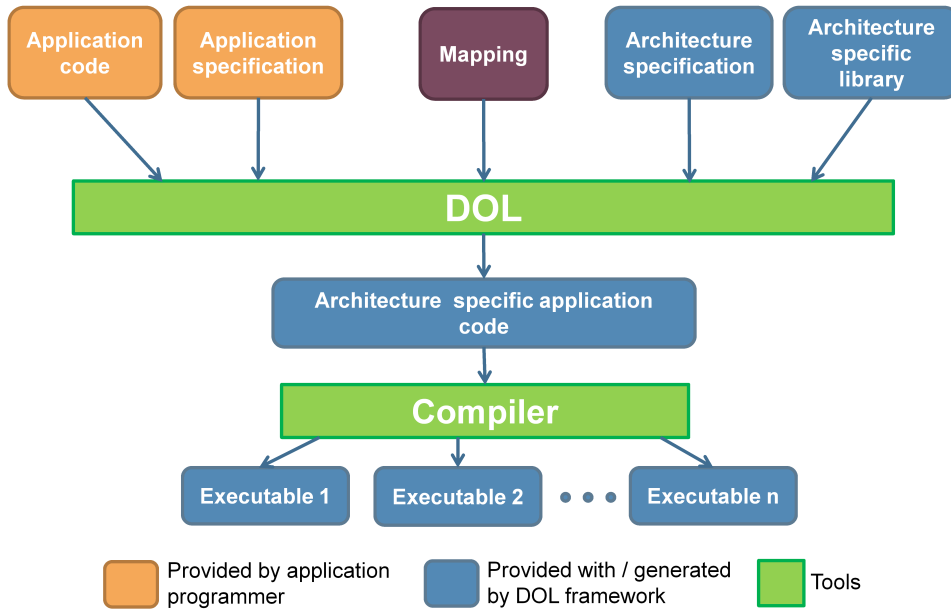 Application
code
Application
specification
Mapping
Architecture
specification
Architecture
specific
library
DOL
Architecture specific application
code
Compiler
Executable 1
Executable 2
Executable n
Provided by application
programmer
Provided with / generated
by DOL framework
Tools